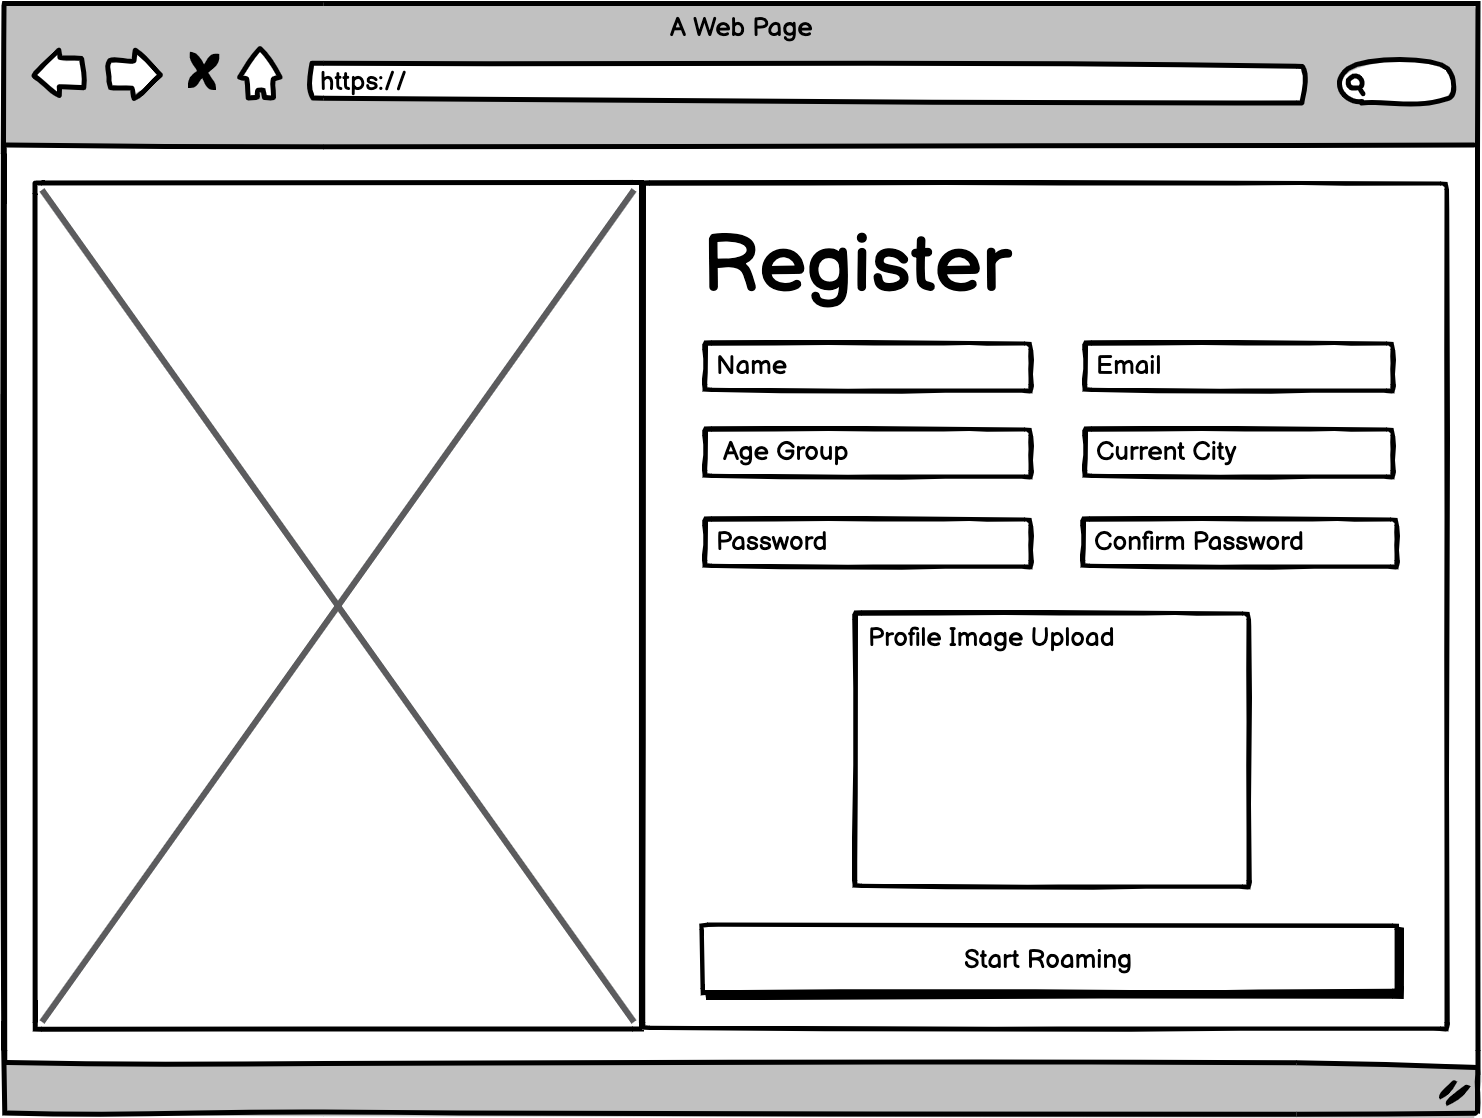 A Web Page
https://
Register
Name
Email
Age Group
Current City
Password
Confirm Password
Profile Image Upload
Start Roaming